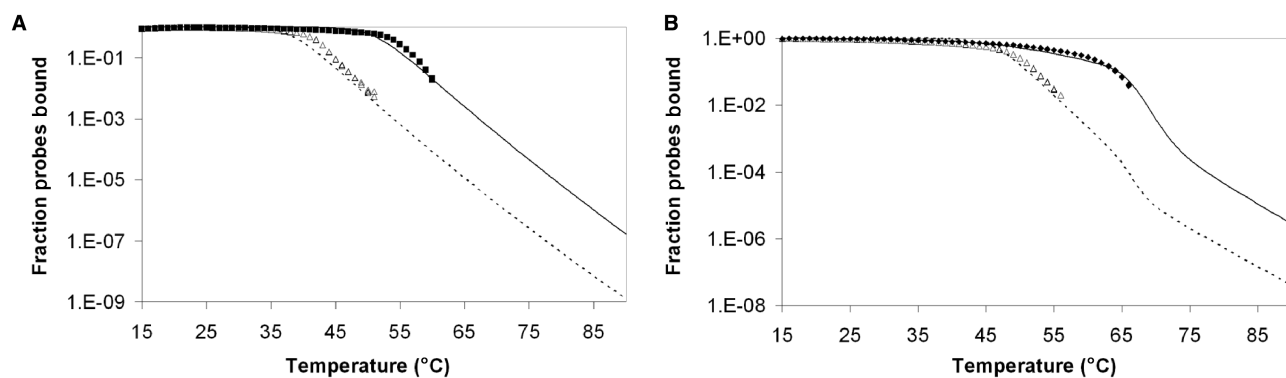 A
Fraction probes bound
1.E-01
1.E-03
1.E-05
1.E-07
1.E-09
15 25 35 45 55 65 75 85
Temperature (°C)
B
Fraction probes bound
1.E+00
1.E-02
1.E-04
1.E-06
1.E-08
15 25 35 45 55 65 75 85
Temperature (°C)